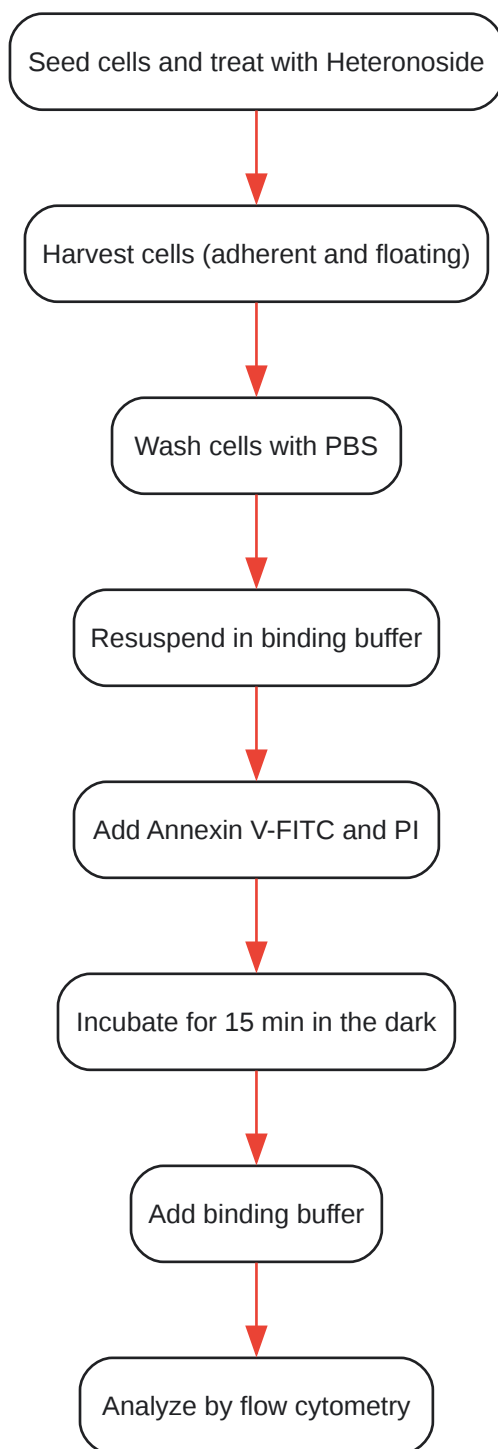 Seed cells and treat with Heteronoside
Harvest cells (adherent and floating)
Wash cells with PBS
Resuspend in binding buffer
Add Annexin V-FITC and PI
Incubate for 15 min in the dark
Add binding buffer
Analyze by flow cytometry